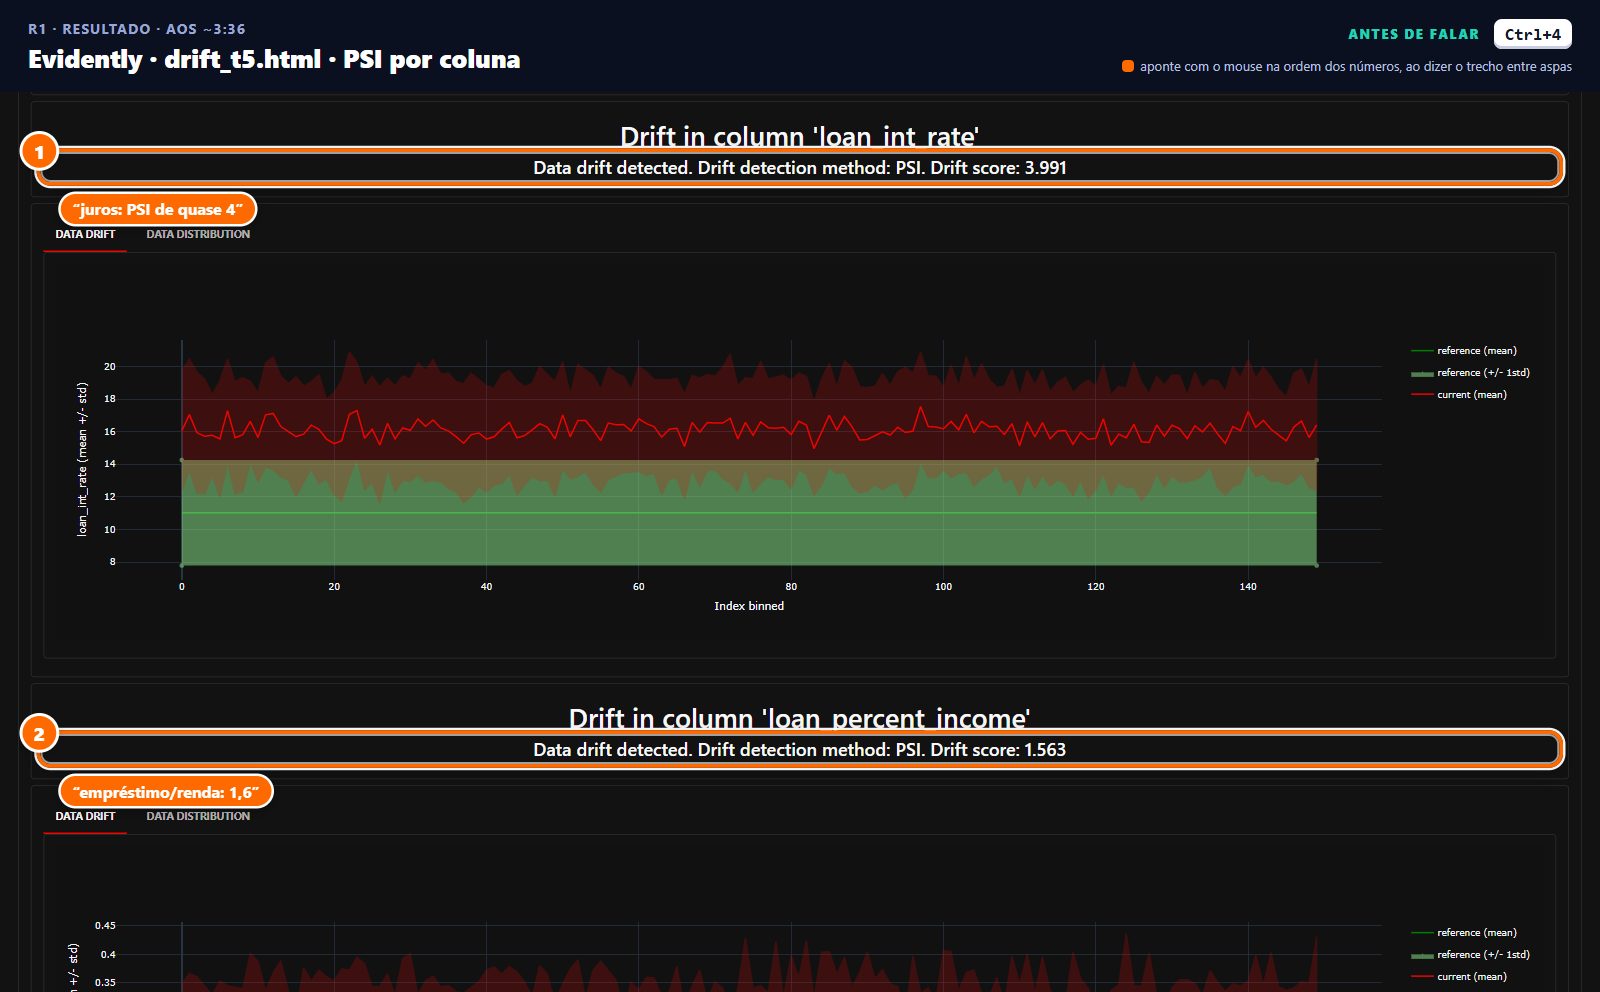 R1 · RESULTADO · AOS ~3:36
Evidently · drift_t5.html · PSI por coluna
ANTES DE FALAR
Ctrl+4
aponte com o mouse na ordem dos números, ao dizer o trecho entre aspas
Drift in column 'loan_int_rate'
1
Data drift detected. Drift detection method: PSI. Drift score: 3.991
“juros: PSI de quase 4”
DATA DRIFT
DATA DISTRIBUTION
20
18
16
14
12
10
8
loan_int_rate (mean +/- std)
0
20
40
60
80
100
120
140
Index binned
reference (mean)
reference (+/- 1std)
current (mean)
Drift in column 'loan_percent_income'
2
Data drift detected. Drift detection method: PSI. Drift score: 1.563
“empréstimo/renda: 1,6”
DATA DRIFT
DATA DISTRIBUTION
0.45
0.4
0.35
+/- std)
reference (mean)
reference (+/- 1std)
current (mean)